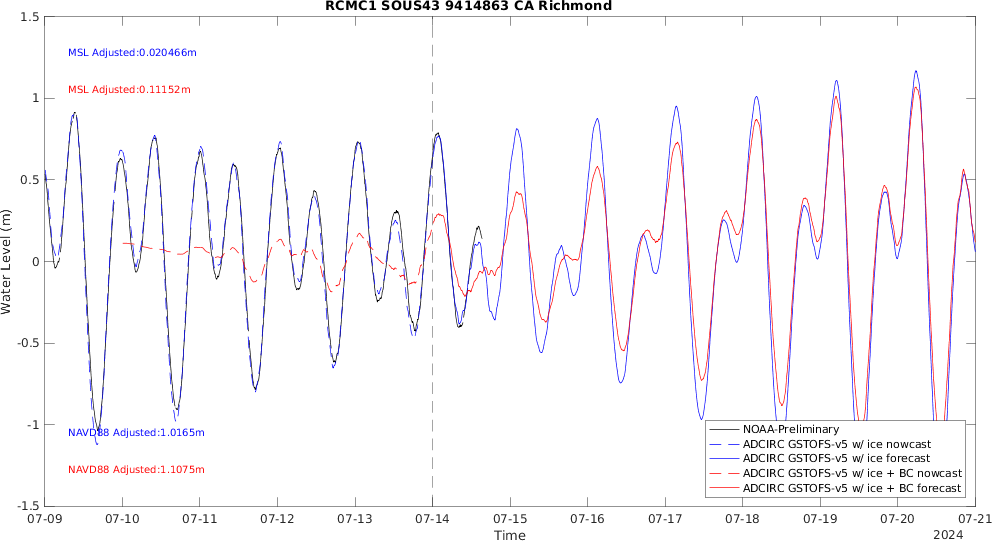 RCMC1 SOUS43 9414863 CA Richmond
1.5
MSL Adjusted:0.020466m
MSL Adjusted:0.11152m
1
0.5
0
-0.5
-1
-1.5
Water Level (m)
NAVD88 Adjusted:1.0165m
NAVD88 Adjusted:1.1075m
NOAA-Preliminary
ADCIRC GSTOFS-v5 w/ ice nowcast
ADCIRC GSTOFS-v5 w/ ice forecast
ADCIRC GSTOFS-v5 w/ ice + BC nowcast
ADCIRC GSTOFS-v5 w/ ice + BC forecast
07-09 07-10 07-11 07-12 07-13 07-14 07-15 07-16 07-17 07-18 07-19 07-20 07-21
Time
2024